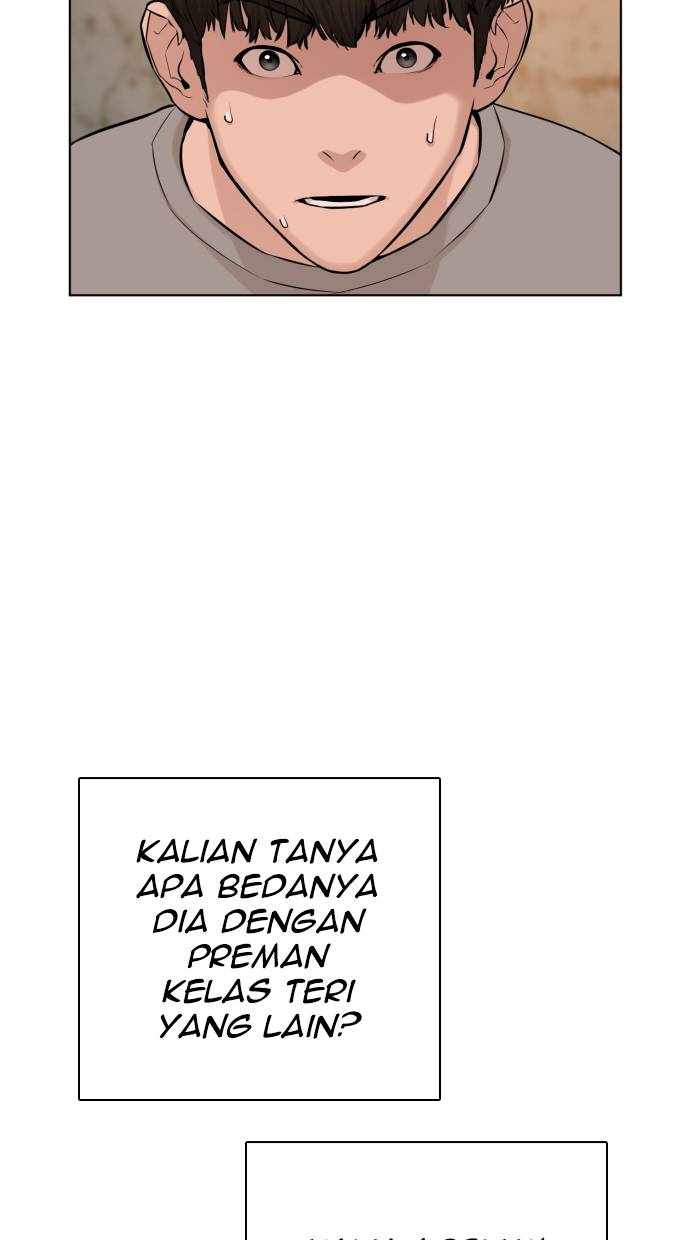 KALIAN TANYA
APA BEDANYA
DIA DENGAN
PREMAN
KELAS TERI
YANG LAIN?